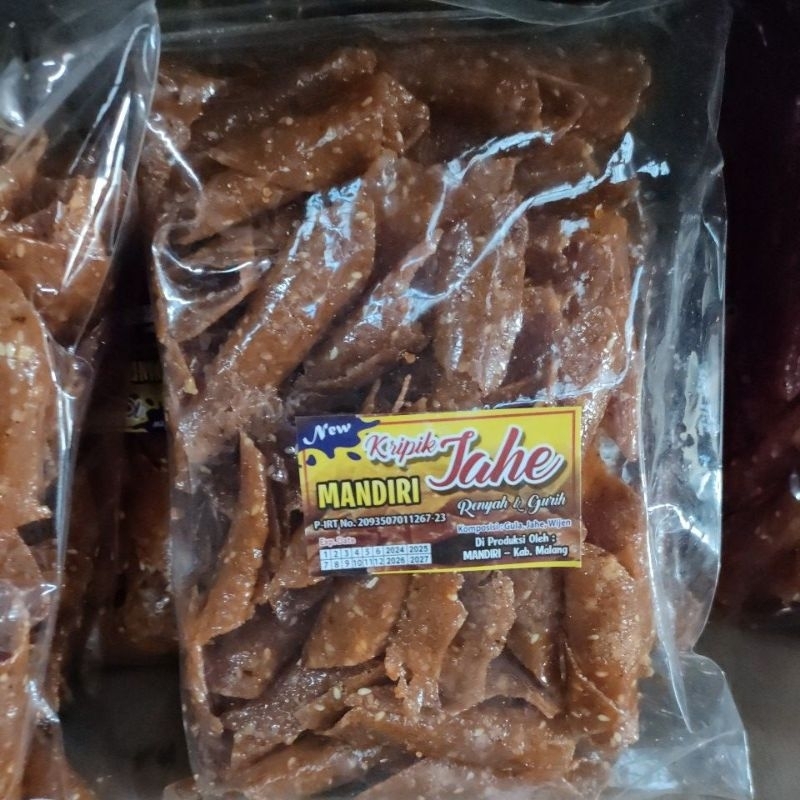 New
Kripik Jahe
MANDIRI
Renyah & Gurih
P-IRT No. 2093507011267-23
Komposisi : Gula, Jahe, Wijen
Exp. Date
1 2 3 4 5 6 2024 2025
7 8 9 10 11 12 2026 2027
Di Produksi Oleh :
MANDIRI - Kab. Malang